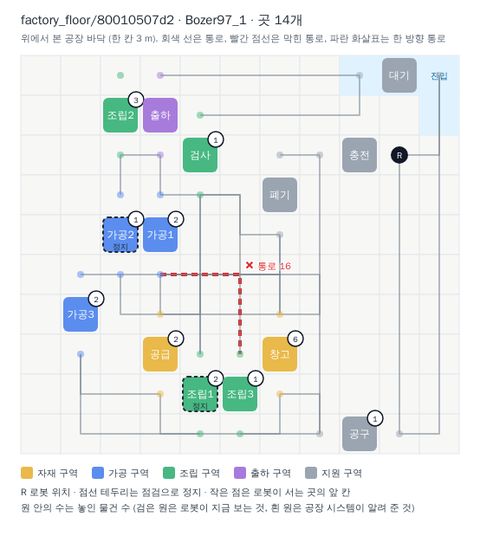 factory_floor/80010507d2 · Bozer97_1 · 곳 14개
위에서 본 공장 바닥 (한 칸 3 m). 회색 선은 통로, 빨간 점선은 막힌 통로, 파란 화살표는 한 방향 통로
대기
진입
3
조립2
출하
1
검사
충전
R
폐기
1
2
가공2
정지
가공1
✖ 통로 16
2
가공3
2
공급
6
창고
2
조립1
정지
1
조립3
1
공구
자재 구역
가공 구역
조립 구역
출하 구역
지원 구역
R 로봇 위치 · 점선 테두리는 점검으로 정지 · 작은 점은 로봇이 서는 곳의 앞 칸
원 안의 수는 놓인 물건 수 (검은 원은 로봇이 지금 보는 것, 흰 원은 공장 시스템이 알려 준 것)